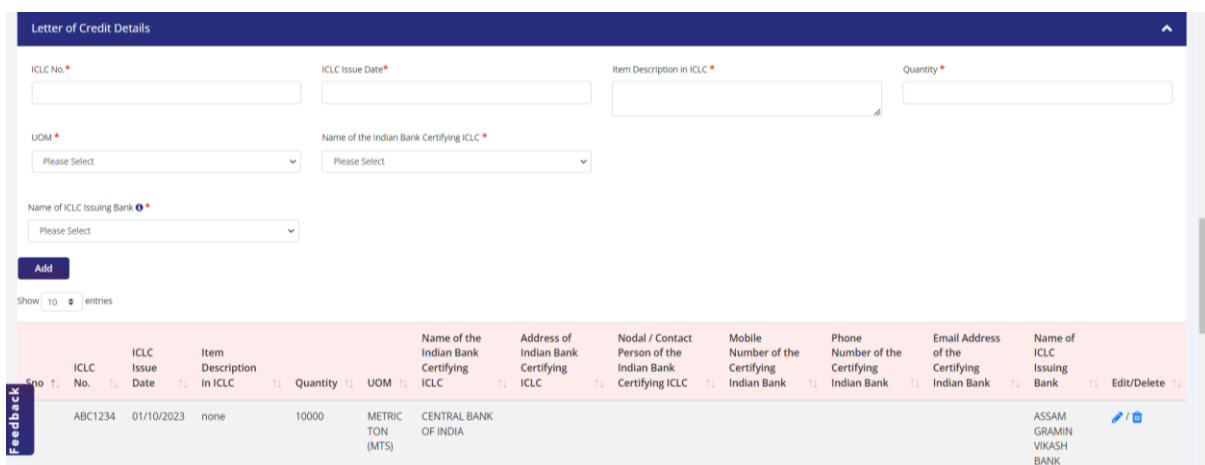 Letter of Credit Details
ICLC No.*
ICLC Issue Date*
Item Description in ICLC *
Quantity *
UOM *
Name of the Indian Bank Certifying ICLC *
Please Select
Please Select
Name of ICLC Issuing Bank *
Please Select
Add
Show 10 entries
Sno
ICLC No.
ICLC Issue Date
Item Description in ICLC
Quantity
UOM
Name of the Indian Bank Certifying ICLC
Address of Indian Bank Certifying ICLC
Nodal / Contact Person of the Indian Bank Certifying ICLC
Mobile Number of the Certifying Indian Bank
Phone Number of the Certifying Indian Bank
Email Address of the Certifying Indian Bank
Name of ICLC Issuing Bank
Edit/Delete
ABC1234
01/10/2023
none
10000
METRIC TON (MTS)
CENTRAL BANK OF INDIA
ASSAM GRAMIN VIKASH BANK
/
Feedback